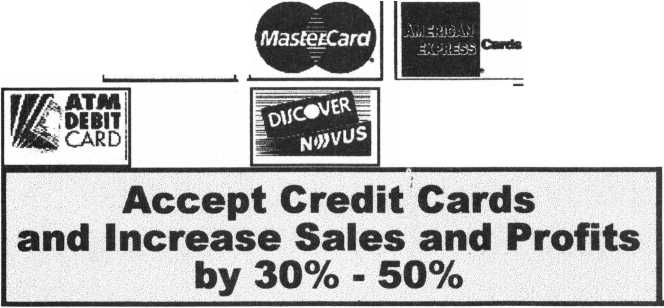 MasterCard
AMERICAN
EXPRESS Cards
ATM
DEBIT
CARD
DISCOVER
NOVUS
Accept Credit Cards
and Increase Sales and Profits
by 30% - 50%